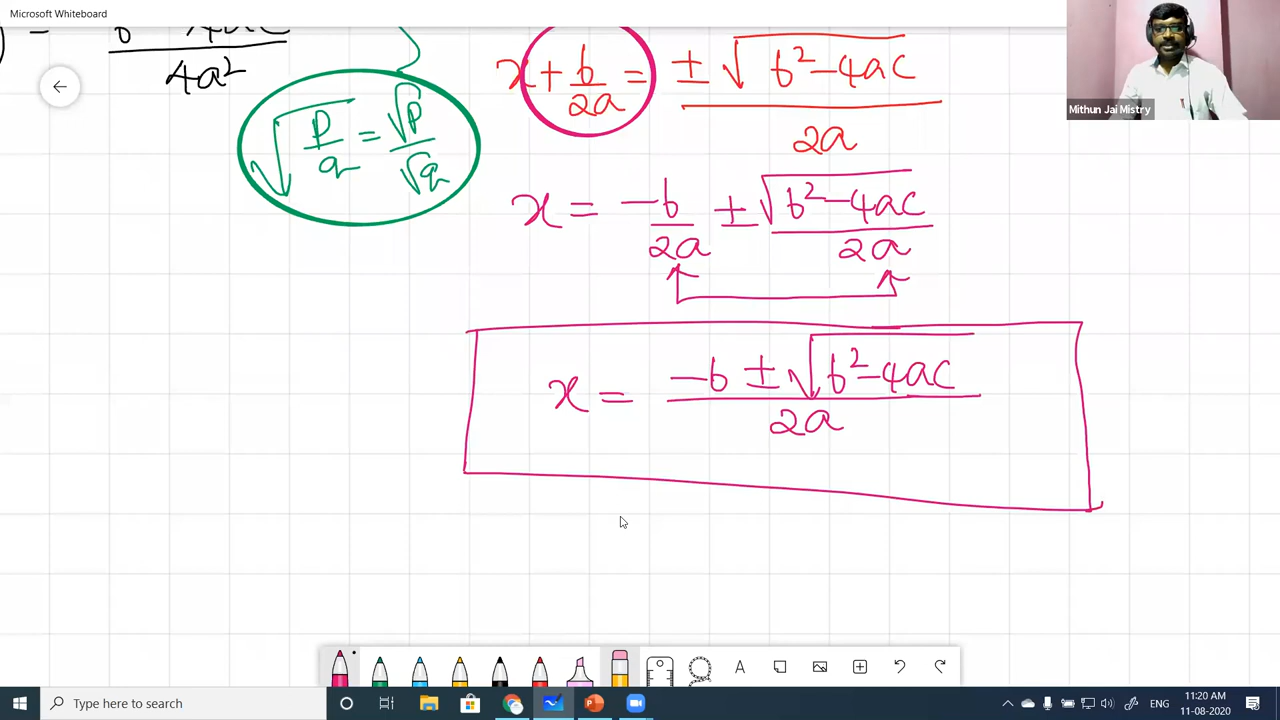 Microsoft Whiteboard
4a²
√(p/q) = √p/√q
x + b/2a = ± √(b²-4ac) / 2a
Mithun Jai Mistry
x = -b/2a ± √(b²-4ac) / 2a
x = (-b ± √(b²-4ac)) / 2a
A
Type here to search
ENG
11:20 AM
11-08-2020